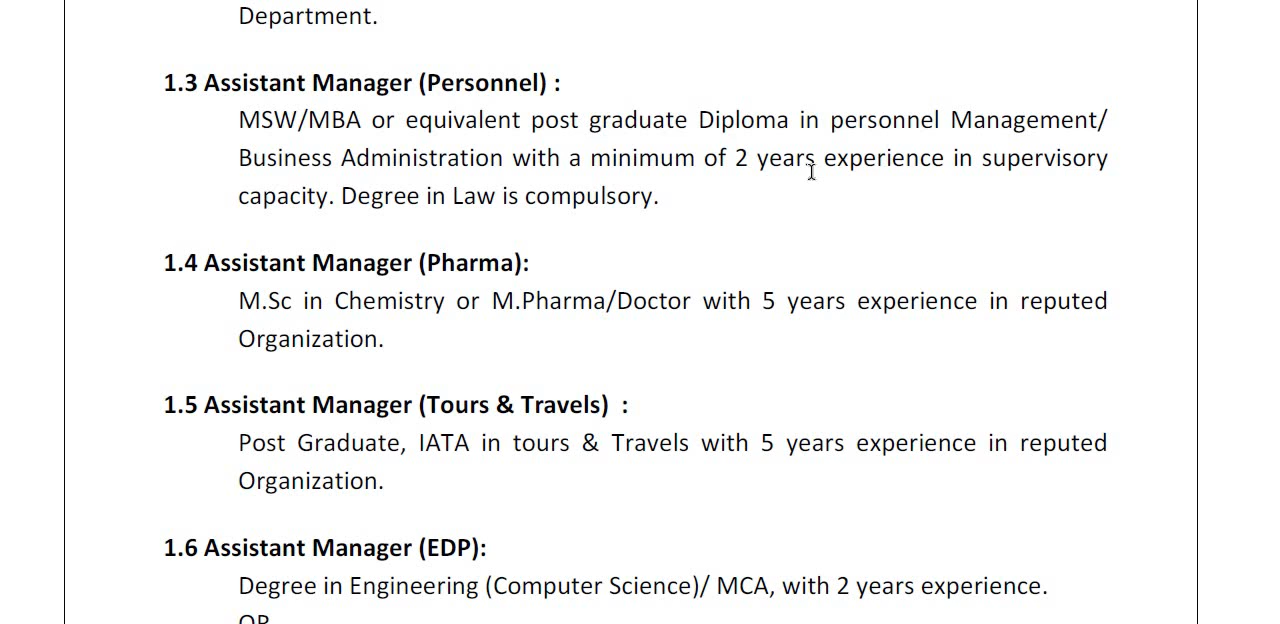 Department.
1.3 Assistant Manager (Personnel) :
MSW/MBA or equivalent post graduate Diploma in personnel Management/
Business Administration with a minimum of 2 years experience in supervisory
capacity. Degree in Law is compulsory.
1.4 Assistant Manager (Pharma):
M.Sc in Chemistry or M.Pharma/Doctor with 5 years experience in reputed
Organization.
1.5 Assistant Manager (Tours & Travels) :
Post Graduate, IATA in tours & Travels with 5 years experience in reputed
Organization.
1.6 Assistant Manager (EDP):
Degree in Engineering (Computer Science)/ MCA, with 2 years experience.
OR